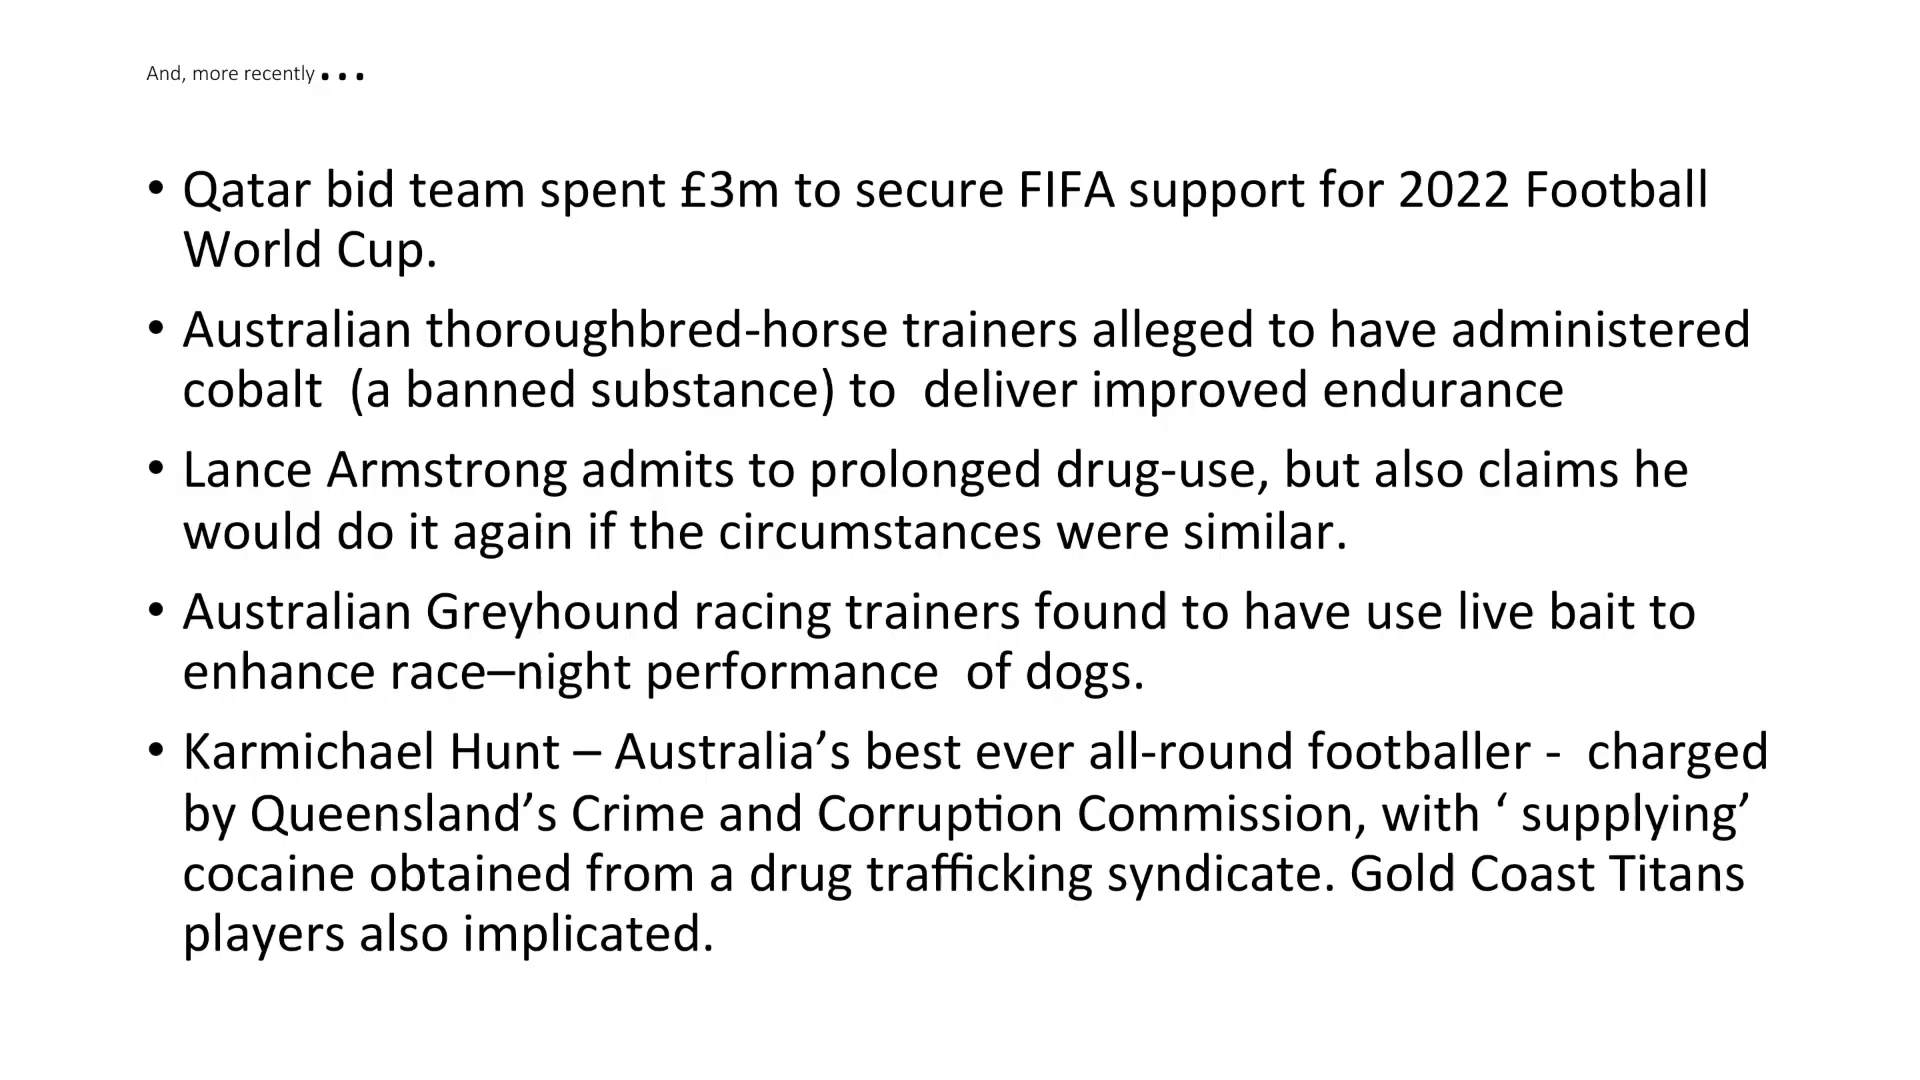 And, more recently...
• Qatar bid team spent £3m to secure FIFA support for 2022 Football
World Cup.
• Australian thoroughbred-horse trainers alleged to have administered
cobalt  (a banned substance) to  deliver improved endurance
• Lance Armstrong admits to prolonged drug-use, but also claims he
would do it again if the circumstances were similar.
• Australian Greyhound racing trainers found to have use live bait to
enhance race–night performance  of dogs.
• Karmichael Hunt – Australia’s best ever all-round footballer -  charged
by Queensland’s Crime and Corruption Commission, with ‘ supplying’
cocaine obtained from a drug trafficking syndicate. Gold Coast Titans
players also implicated.